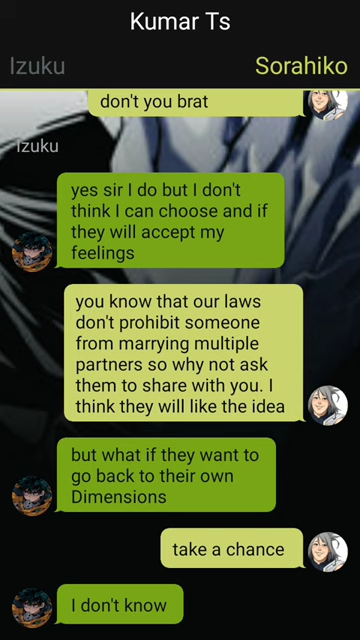 Kumar Ts
Izuku
Sorahiko
don't you brat
Izuku
yes sir I do but I don't
think I can choose and if
they will accept my
feelings
you know that our laws
don't prohibit someone
from marrying multiple
partners so why not ask
them to share with you. I
think they will like the idea
but what if they want to
go back to their own
Dimensions
take a chance
I don't know